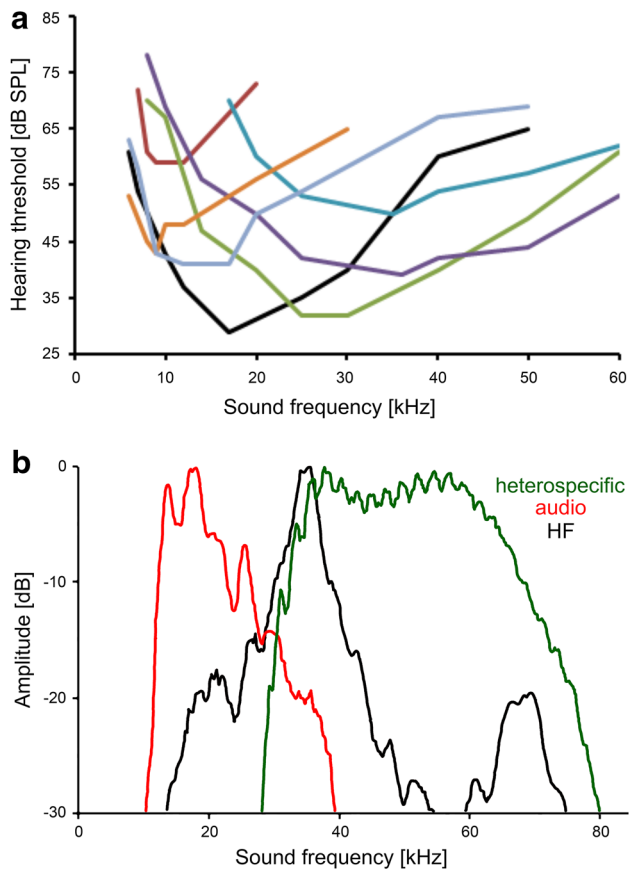 a
Hearing threshold [dB SPL]
85
75
65
55
45
35
25
0 10 20 30 40 50 60
Sound frequency [kHz]
b
Amplitude [dB]
0
-10
-20
-30
heterospecific
audio
HF
0 20 40 60 80
Sound frequency [kHz]